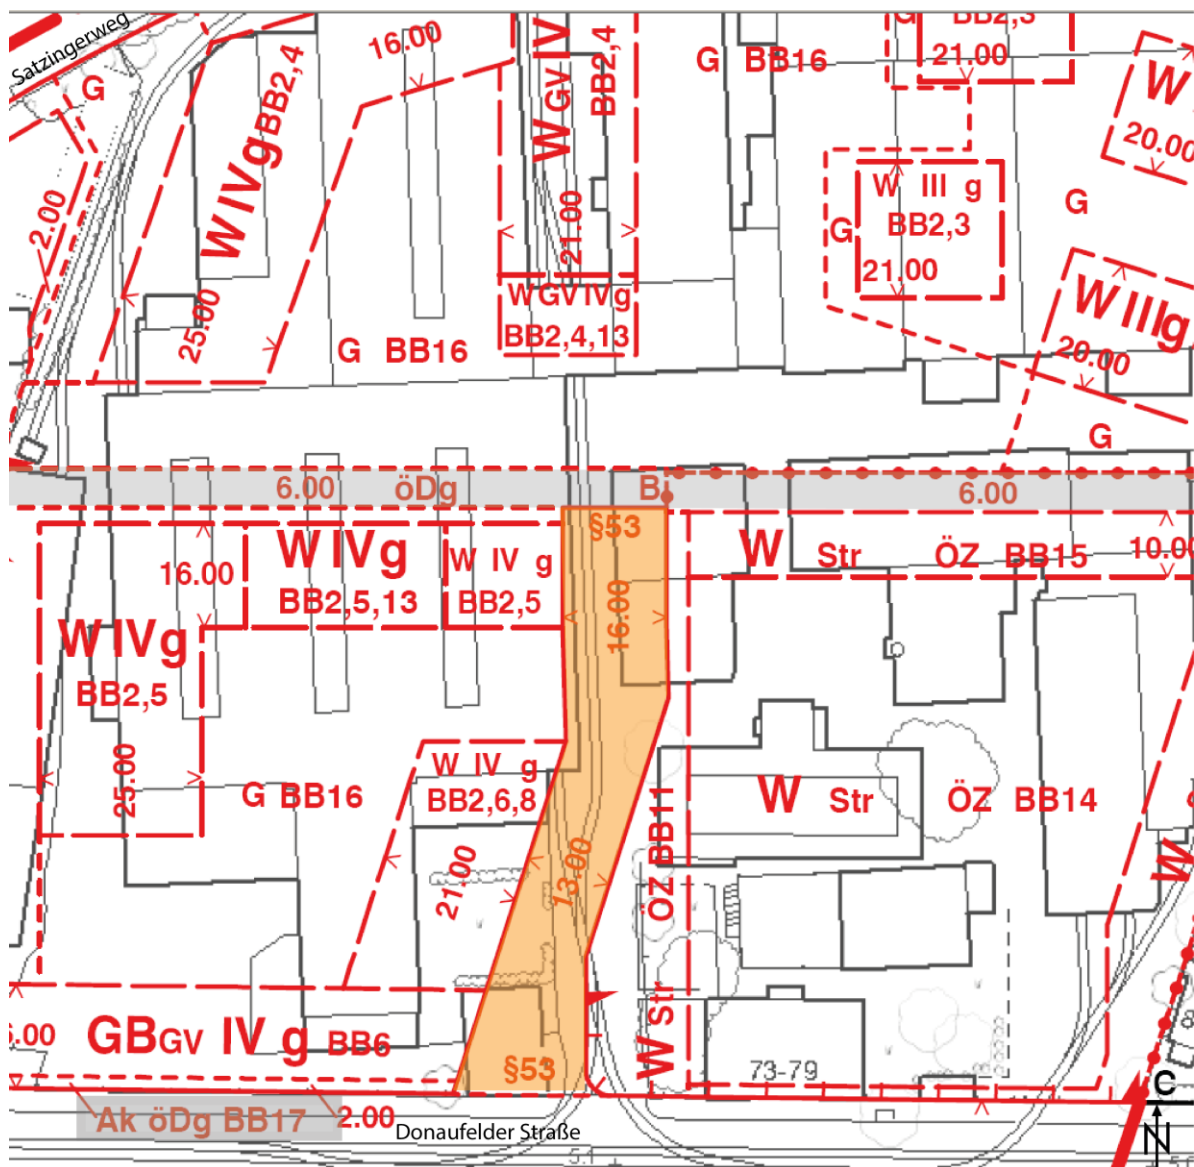 Satzingerweg
G
2.00
W IVg BB2,4
25.00
16.00
G BB16
W GV IV
BB2,4
21.00
W GV IV g
BB2,4,13
G BB16
G BB2,3
21.00
W III g
BB2,3
G
21.00
G
W
20.00
W IIIg
20.00
G
6.00 öDg B
6.00
§53
16.00
W IVg
BB2,5,13
W IV g
BB2,5
16.00
W IVg
BB2,5
25.00
G BB16
W IV g
BB2,6,8
21.00
13.00
W Str ÖZ BB15
10.00
W Str ÖZ BB14
W Str ÖZ BB11
W
GBGV IV g BB6
§53
73-79
Ak öDg BB17 2.00
Donaufelder Straße
C
N